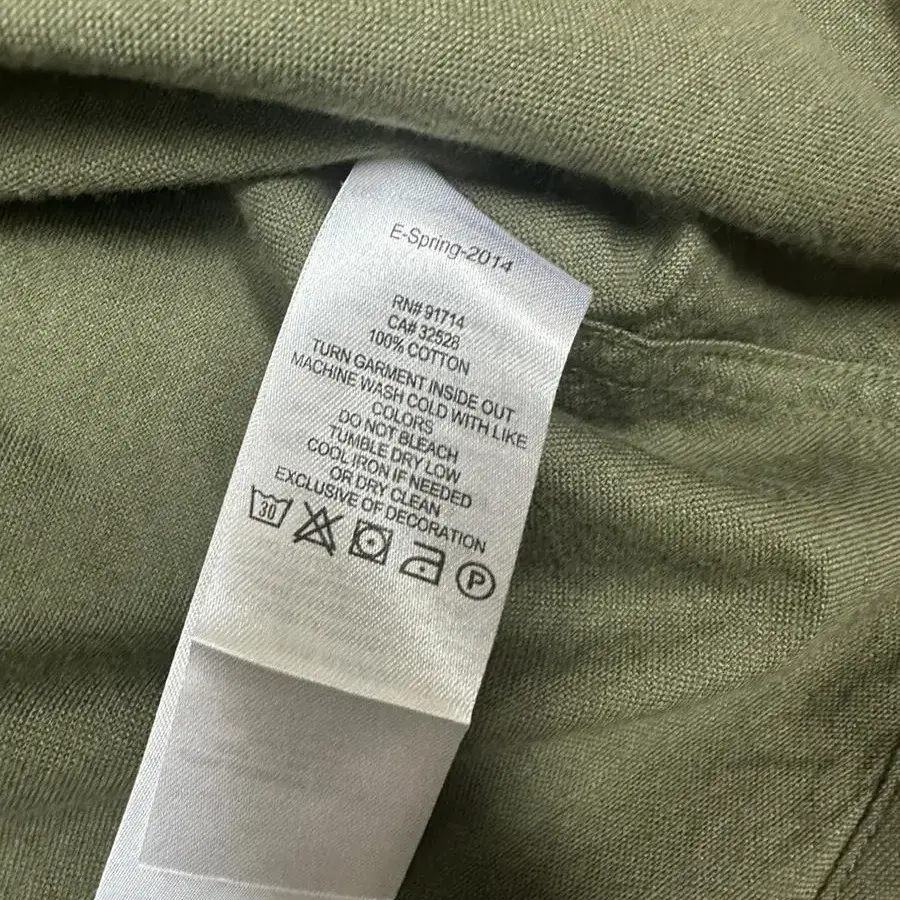 E-Spring-2014
RN# 91714
CA# 32528
100% COTTON
TURN GARMENT INSIDE OUT
MACHINE WASH COLD WITH LIKE
COLORS
DO NOT BLEACH
TUMBLE DRY LOW
COOL IRON IF NEEDED
OR DRY CLEAN
EXCLUSIVE OF DECORATION
30
P